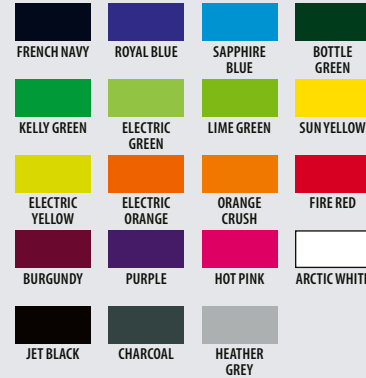 FRENCH NAVY
ROYAL BLUE
SAPPHIRE
BLUE
BOTTLE
GREEN
KELLY GREEN
ELECTRIC
GREEN
LIME GREEN
SUN YELLOW
ELECTRIC
YELLOW
ELECTRIC
ORANGE
ORANGE
CRUSH
FIRE RED
BURGUNDY
PURPLE
HOT PINK
ARCTIC WHITE
JET BLACK
CHARCOAL
HEATHER
GREY